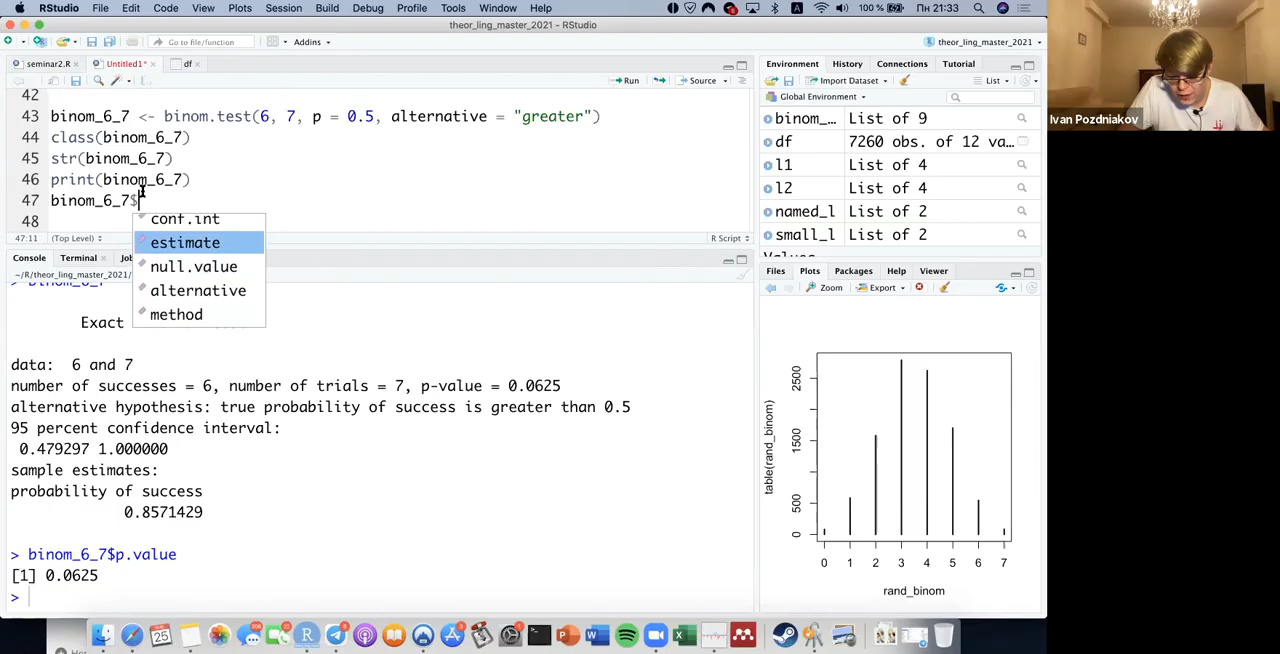 RStudio File Edit Code View Plots Session Build Debug Profile Tools Window Help 100 % Пн 21:33
theor_ling_master_2021 - RStudio
Go to file/function Addins theor_ling_master_2021
seminar2.R Untitled1* df
Run Source
42
43 binom_6_7 <- binom.test(6, 7, p = 0.5, alternative = "greater")
44 class(binom_6_7)
45 str(binom_6_7)
46 print(binom_6_7)
47 binom_6_7$
48
conf.int
estimate
null.value
alternative
method
47:11 (Top Level) R Script
Console Terminal
~/R/theor_ling_master_2021/
> binom_6_7
Exact
data: 6 and 7
number of successes = 6, number of trials = 7, p-value = 0.0625
alternative hypothesis: true probability of success is greater than 0.5
95 percent confidence interval:
0.479297 1.000000
sample estimates:
probability of success
0.8571429
> binom_6_7$p.value
[1] 0.0625
>
Environment History Connections Tutorial
Import Dataset List
Global Environment
binom_... List of 9
df 7260 obs. of 12 va...
l1 List of 4
l2 List of 4
named_l List of 2
small_l List of 2
Values
Files Plots Packages Help Viewer
Zoom Export
table(rand_binom)
2500
1500
500
0
0 1 2 3 4 5 6 7
rand_binom
Ivan Pozdniakov